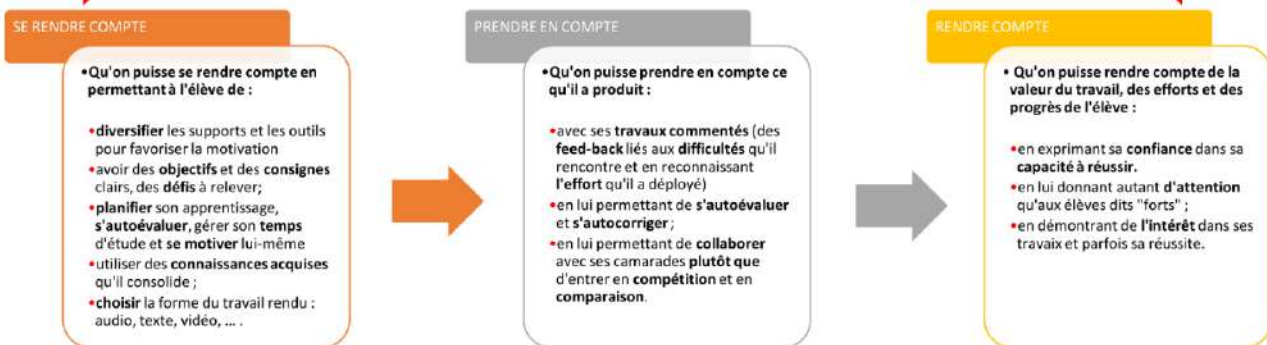 SE RENDRE COMPTE
•Qu'on puisse se rendre compte en
permettant à l'élève de :
•diversifier les supports et les outils
pour favoriser la motivation
•avoir des objectifs et des consignes
clairs, des défis à relever;
•planifier son apprentissage,
s'autoévaluer, gérer son temps
d'étude et se motiver lui-même
•utiliser des connaissances acquises
qu'il consolide ;
•choisir la forme du travail rendu :
audio, texte, vidéo, ... .
PRENDRE EN COMPTE
•Qu'on puisse prendre en compte ce
qu'il a produit :
•avec ses travaux commentés (des
feed-back liés aux difficultés qu'il
rencontre et en reconnaissant
l'effort qu'il a déployé)
•en lui permettant de s'autoévaluer
et s'autocorriger ;
•en lui permettant de collaborer
avec ses camarades plutôt que
d'entrer en compétition et en
comparaison.
RENDRE COMPTE
• Qu'on puisse rendre compte de la
valeur du travail, des efforts et des
progrès de l'élève :
•en exprimant sa confiance dans sa
capacité à réussir.
•en lui donnant autant d'attention
qu'aux élèves dits "forts" ;
•en démontrant de l'intérêt dans ses
travaix et parfois sa réussite.